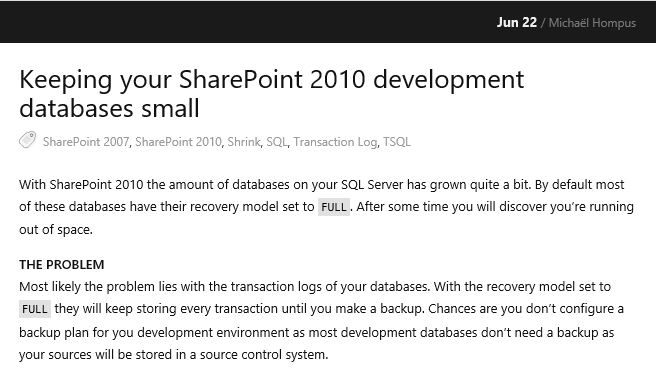 Jun 22 / Michaël Hompus
Keeping your SharePoint 2010 development
databases small
SharePoint 2007, SharePoint 2010, Shrink, SQL, Transaction Log, TSQL
With SharePoint 2010 the amount of databases on your SQL Server has grown quite a bit. By default most
of these databases have their recovery model set to FULL. After some time you will discover you’re running
out of space.
THE PROBLEM
Most likely the problem lies with the transaction logs of your databases. With the recovery model set to
FULL they will keep storing every transaction until you make a backup. Chances are you don’t configure a
backup plan for you development environment as most development databases don’t need a backup as
your sources will be stored in a source control system.